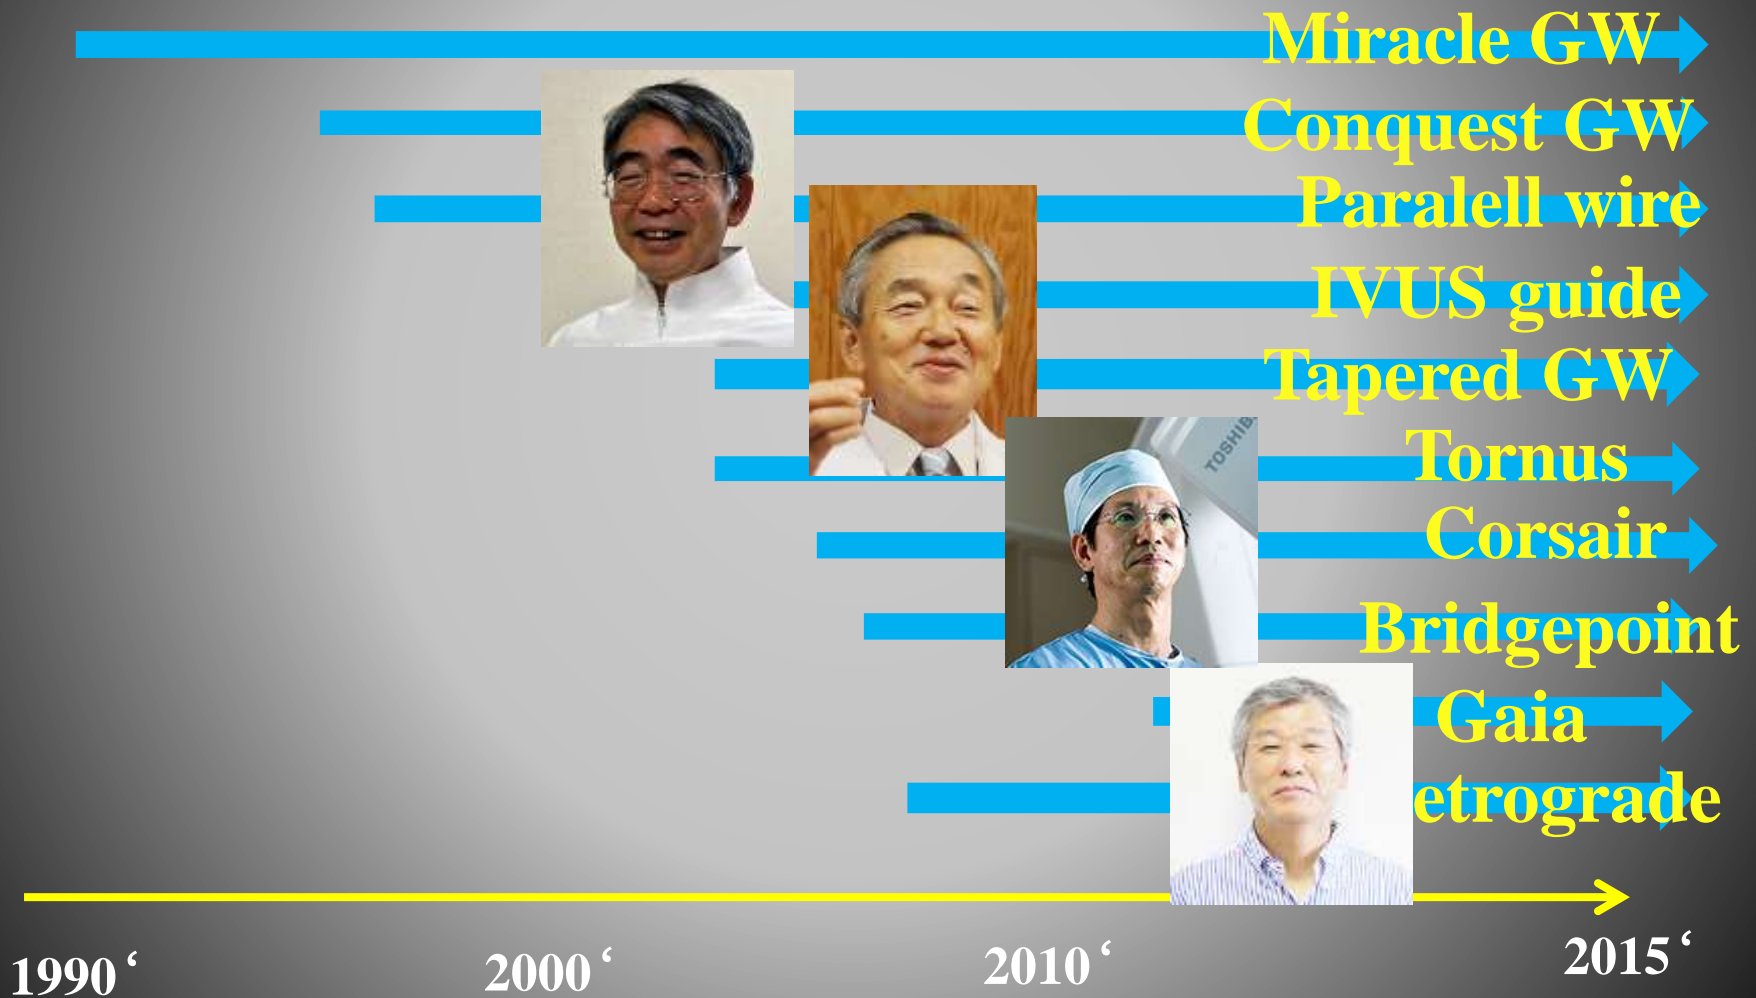 Miracle GW
Conquest GW
Paralell wire
IVUS guide
Tapered GW
TOSHIB
Tornus
Corsair
Bridgepoint
Gaia
etrograde
1990‘
2000‘
2010‘
2015‘